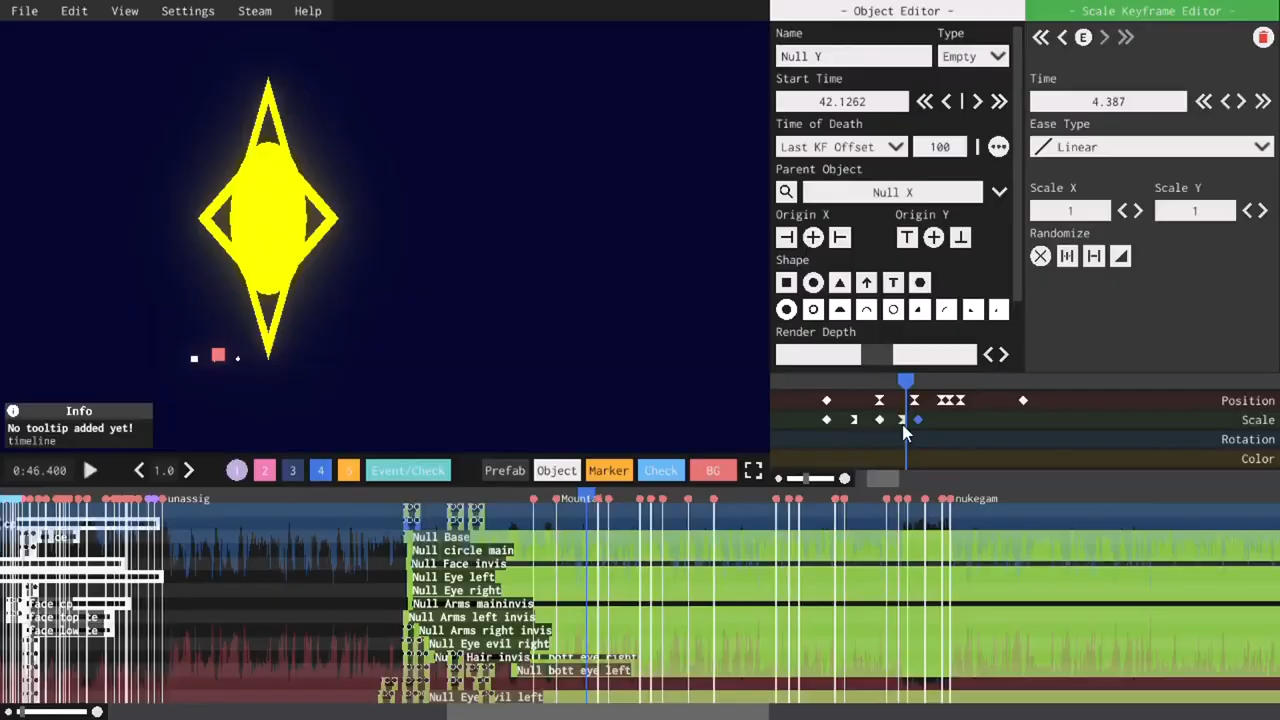 File Edit View Settings Steam Help
- Object Editor -
- Scale Keyframe Editor -
Name Type
Null Y Empty
Start Time
42.1262
Time of Death
Last KF Offset 100
Parent Object
Null X
Origin X Origin Y
Shape
Render Depth
E
Time
4.387
Ease Type
Linear
Scale X Scale Y
1 1
Randomize
Info
No tooltip added yet!
timeline
Position
Scale
Rotation
Color
0:46.400 1.0 1 2 3 4 5 Event/Check Prefab Object Marker Check BG
unassig
nukegam
Null Base
Null circle main
Null Face invis
Null Eye left
Null Eye right
Null Arms maininvis
Null Arms left invis
Null Arms right invis
Null Eye evil right
Hair invis
Null bott eye left